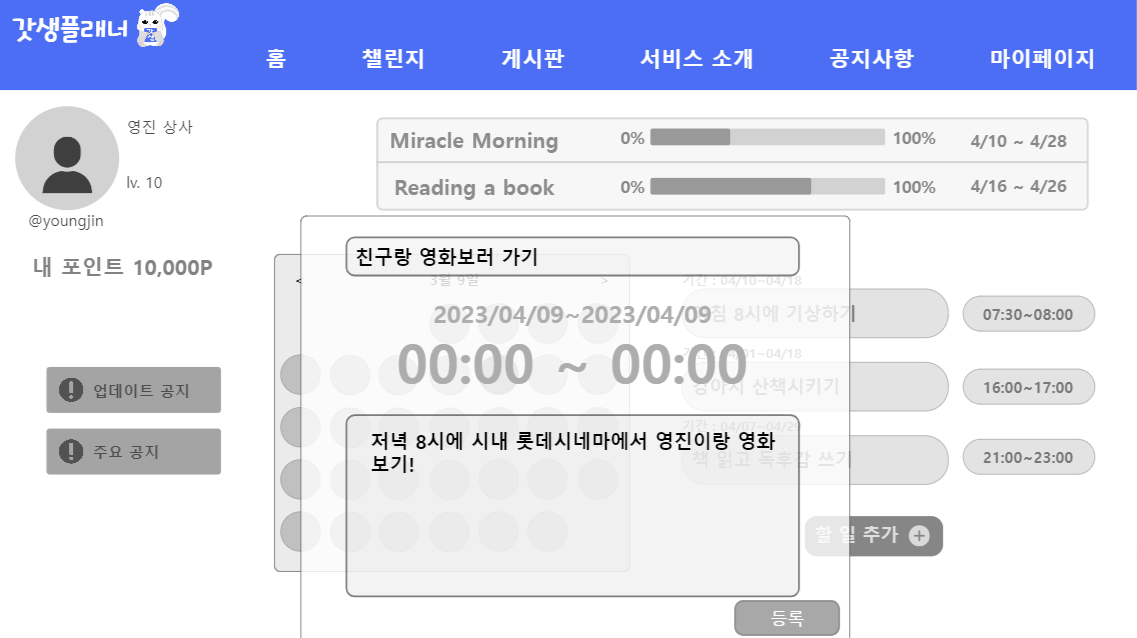 갓생플래너
홈 챌린지 게시판 서비스 소개 공지사항 마이페이지
영진 상사
lv. 10
@youngjin
내 포인트 10,000P
업데이트 공지
주요 공지
Miracle Morning 0% 100% 4/10 ~ 4/28
Reading a book 0% 100% 4/16 ~ 4/26
친구랑 영화보러 가기
< 3월 9일 >
2023/04/09~2023/04/09
00:00 ~ 00:00
저녁 8시에 시내 롯데시네마에서 영진이랑 영화
보기!
등록
기간 : 04/10~04/18
8시에 기상하기 07:30~08:00
01~04/18
강아지 산책시키기 16:00~17:00
기간 : 04/07~04/29
책 읽고 독후감 쓰기 21:00~23:00
할 일 추가